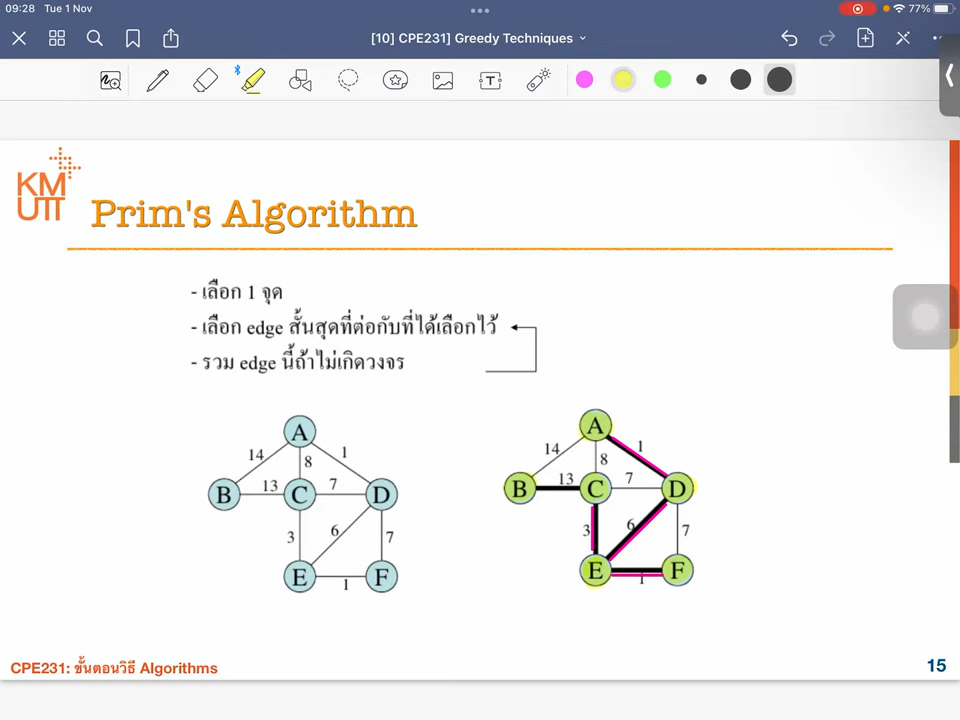 09:28 Tue 1 Nov
77%
[10] CPE231] Greedy Techniques
T
KM
UTT
Prim's Algorithm
- เลือก 1 จุด
- เลือก edge สั้นสุดที่ต่อกับที่ได้เลือกไว้
- รวม edge นี้ถ้าไม่เกิดวงจร
A
14
8
1
B
13
C
7
D
3
6
7
E
1
F
A
14
8
1
B
13
C
7
D
3
6
7
E
1
F
CPE231: ขั้นตอนวิธี Algorithms
15